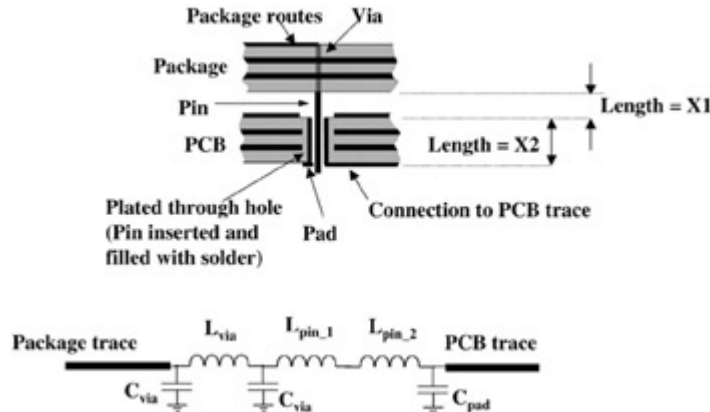 Package routes
Via
Package
Pin
Length = X1
PCB
Length = X2
Plated through hole
(Pin inserted and
filled with solder)
Pad
Connection to PCB trace
Package trace
L_via
L_pin_1
L_pin_2
PCB trace
C_via
C_via
C_pad